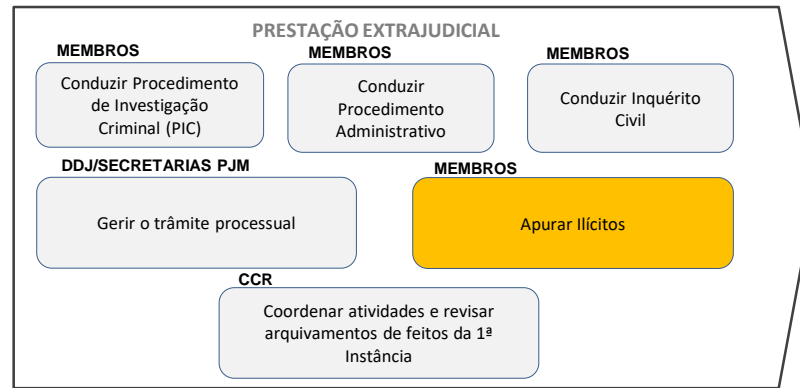 PRESTAÇÃO EXTRAJUDICIAL
MEMBROS
Conduzir Procedimento
de Investigação
Criminal (PIC)
MEMBROS
Conduzir
Procedimento
Administrativo
MEMBROS
Conduzir Inquérito
Civil
DDJ/SECRETARIAS PJM
Gerir o trâmite processual
MEMBROS
Apurar Ilícitos
CCR
Coordenar atividades e revisar
arquivamentos de feitos da 1ª
Instância